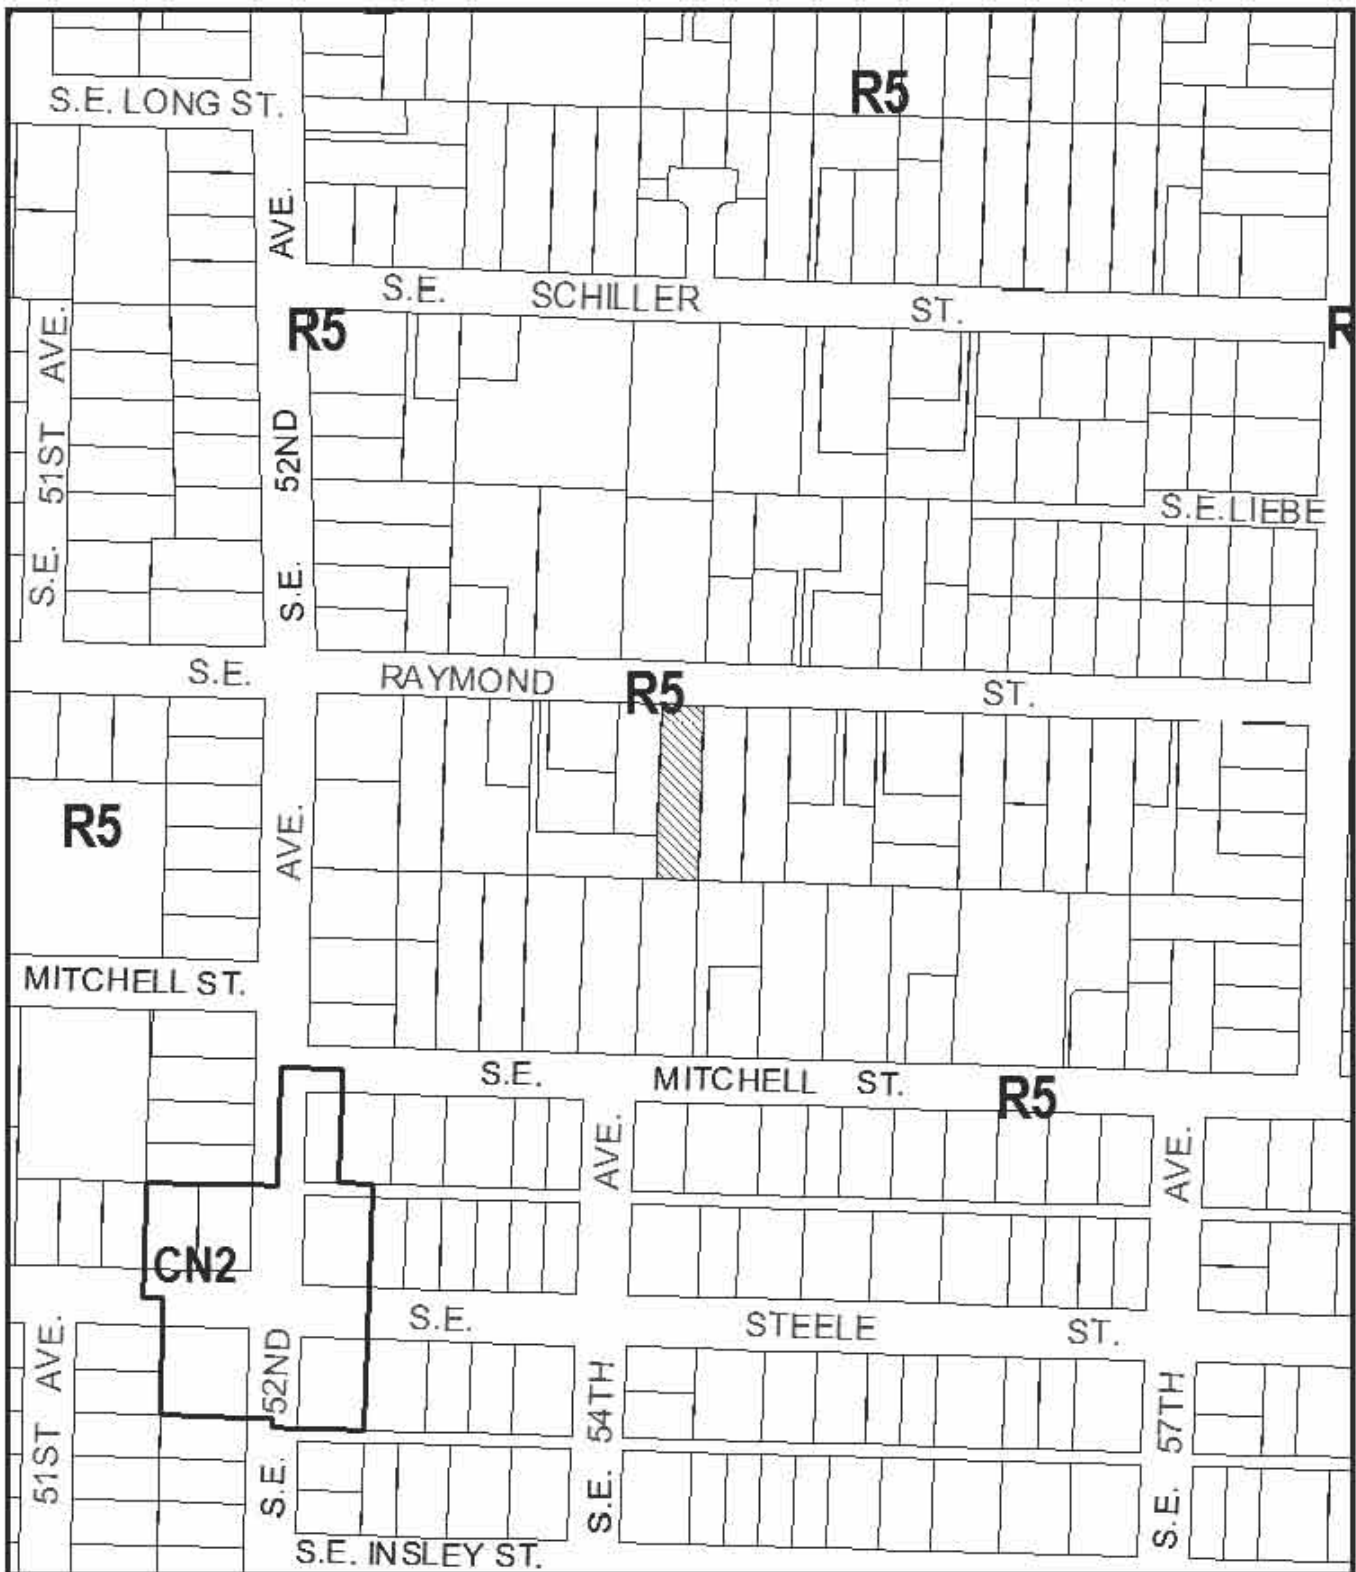 R5
S.E. LONG ST.
AVE.
S.E. SCHILLER ST.
R5
R
S.E. 51ST AVE.
S.E. 52ND
S.E. LIEBE
S.E. RAYMOND ST.
R5
R5
AVE.
MITCHELL ST.
S.E. MITCHELL ST.
R5
AVE.
AVE.
CN2
S.E. STEELE ST.
51ST AVE.
S.E. 52ND
S.E. 54TH
S.E. 57TH
S.E. INSLEY ST.